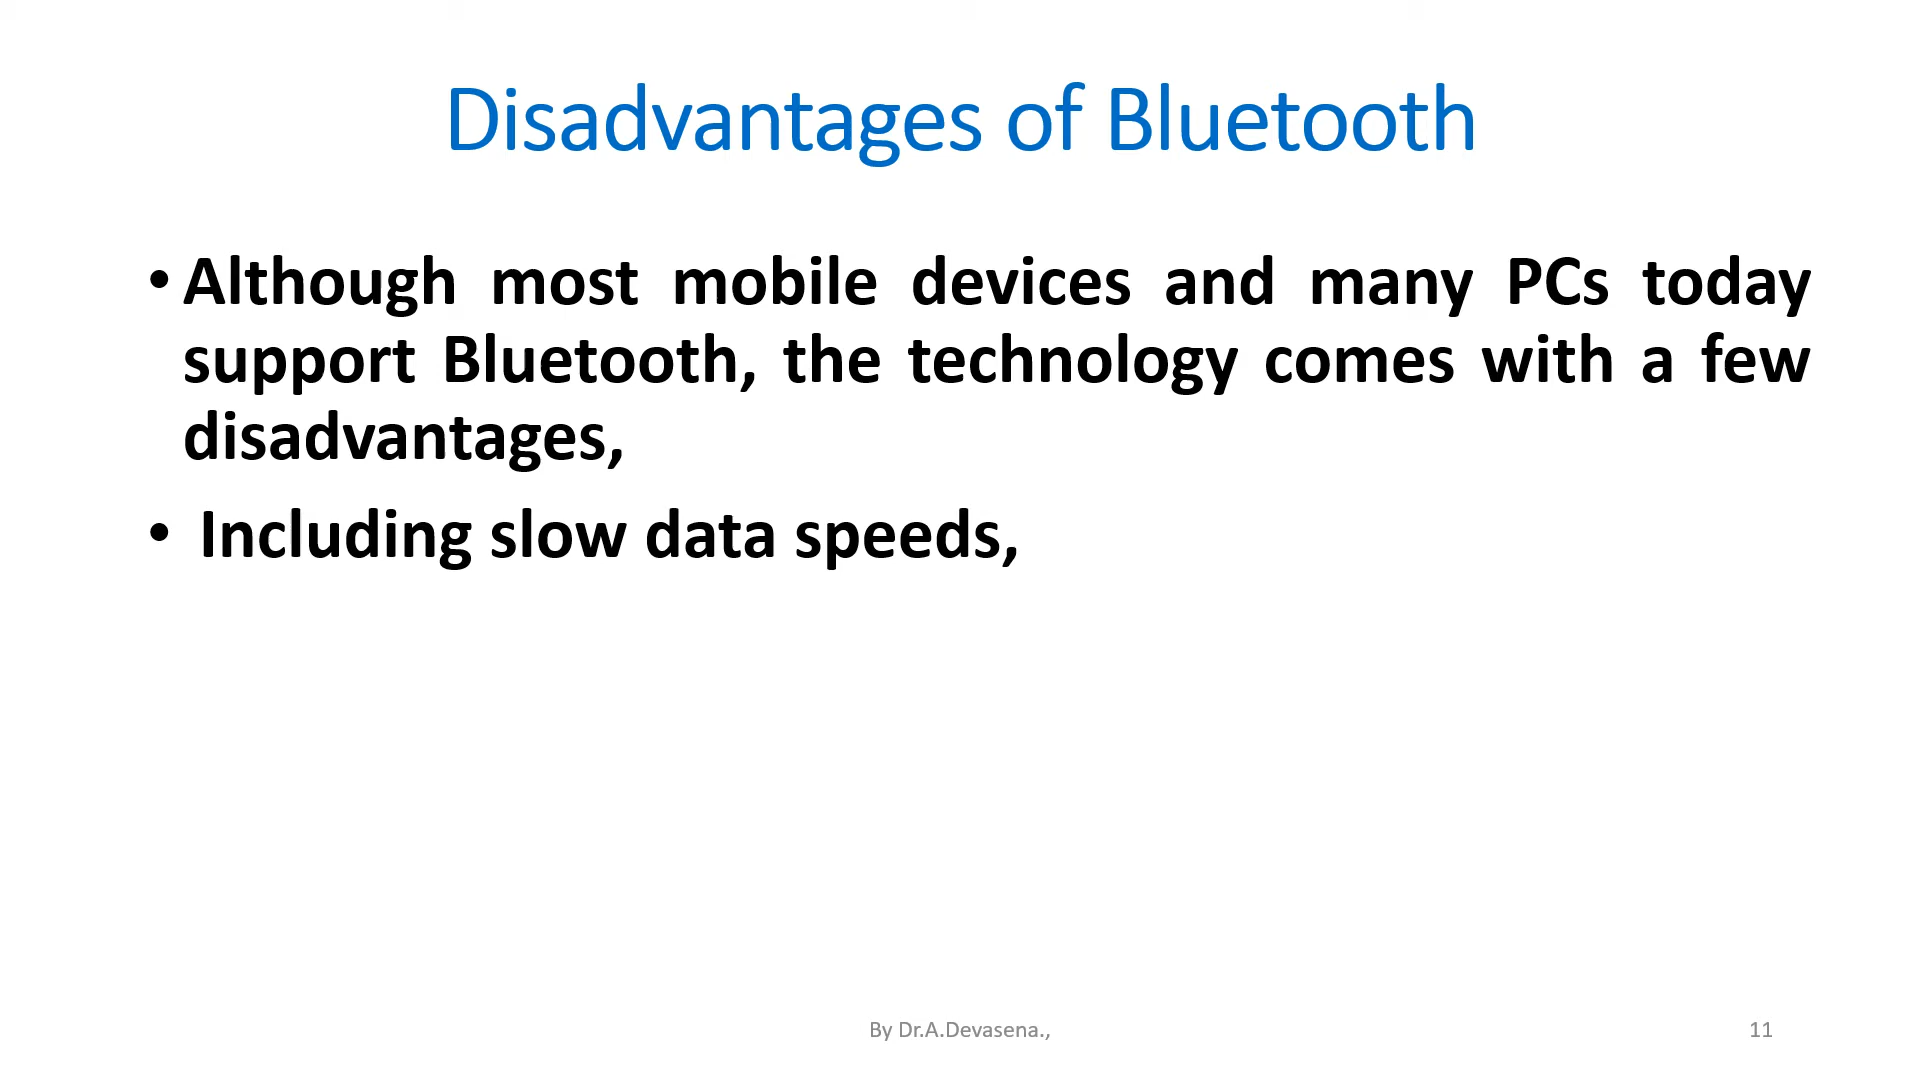 Disadvantages of Bluetooth
• Although most mobile devices and many PCs today
support Bluetooth, the technology comes with a few
disadvantages,
• Including slow data speeds,
By Dr.A.Devasena.,
11